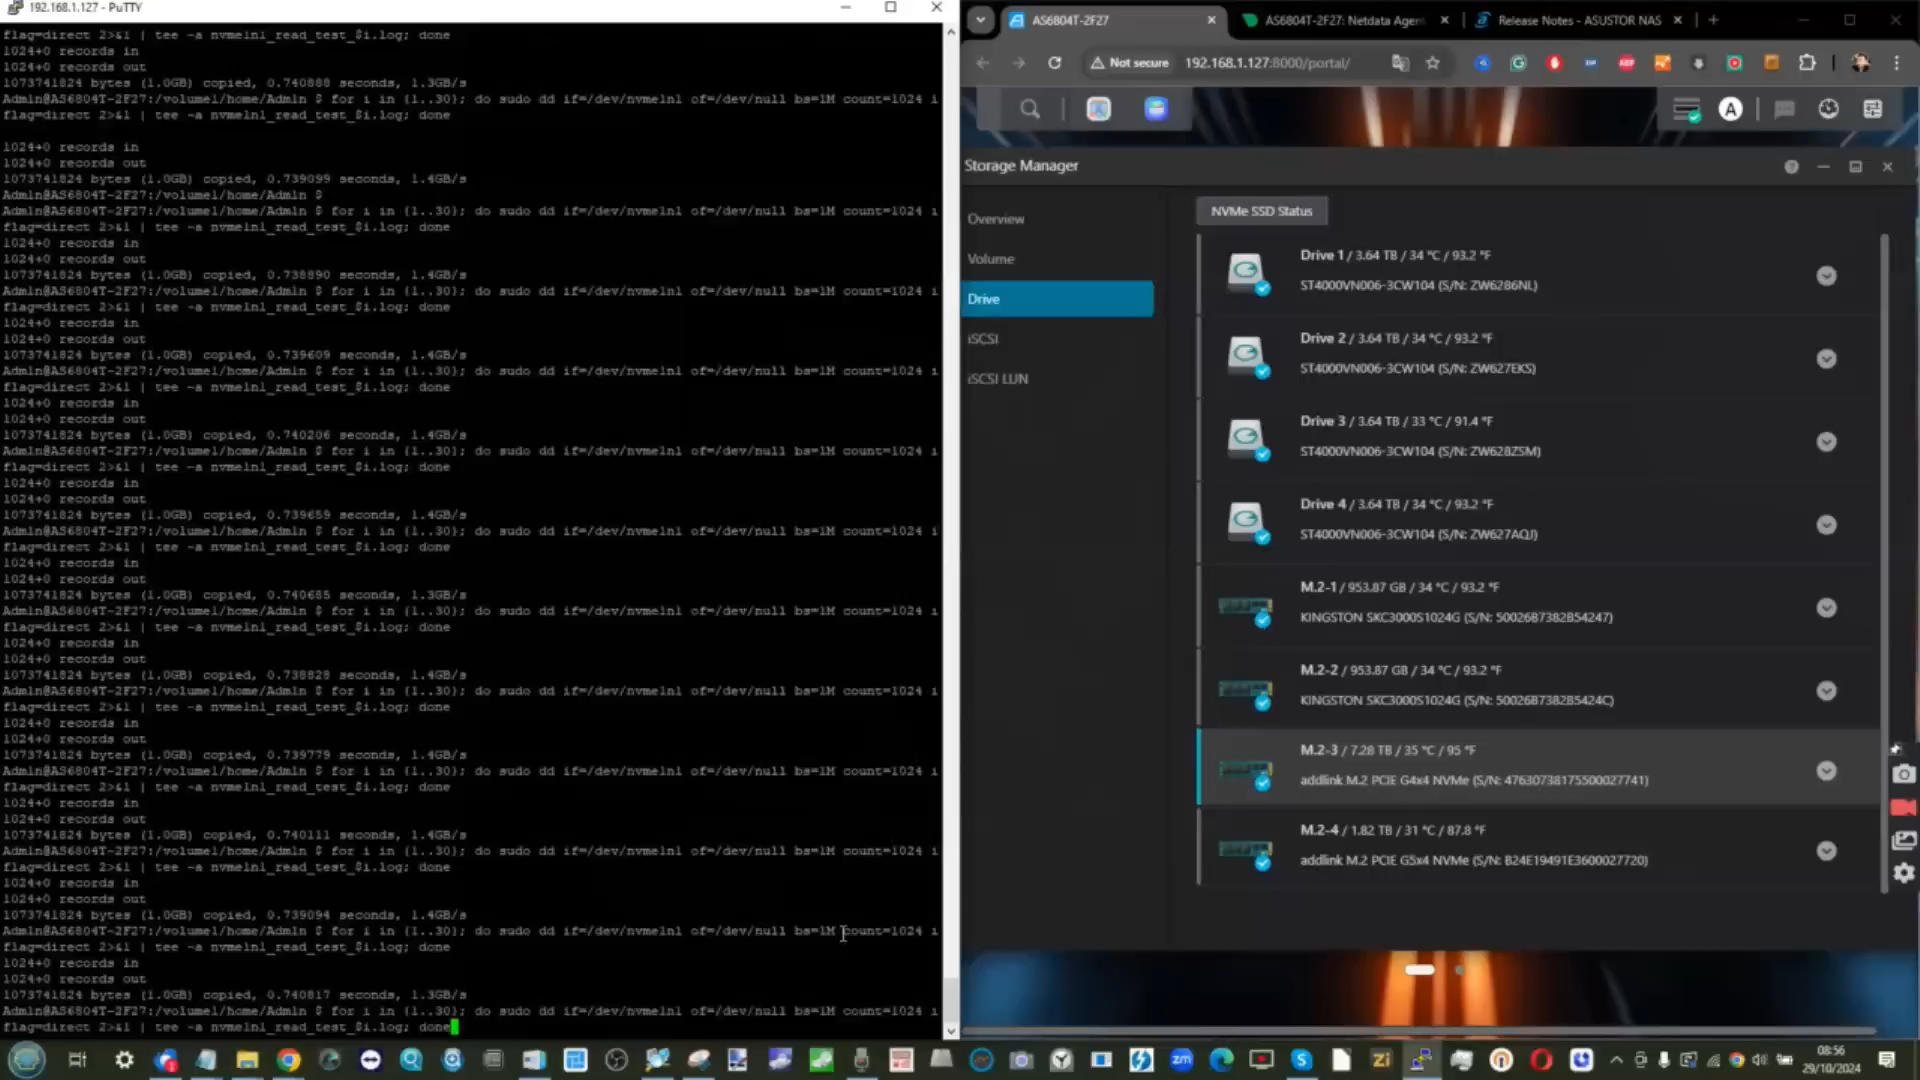 192.168.1.127 - PuTTY
flag=direct 2>&1 | tee -a nvme1n1_read_test_$i.log; done
1024+0 records in
1024+0 records out
1073741824 bytes (1.0GB) copied, 0.740888 seconds, 1.3GB/s
Admin@AS6804T-2F27:/volume1/home/Admin $ for i in {1..30}; do sudo dd if=/dev/nvme1n1 of=/dev/null bs=1M count=1024 i
flag=direct 2>&1 | tee -a nvme1n1_read_test_$i.log; done
1024+0 records in
1024+0 records out
1073741824 bytes (1.0GB) copied, 0.739099 seconds, 1.4GB/s
Admin@AS6804T-2F27:/volume1/home/Admin $
Admin@AS6804T-2F27:/volume1/home/Admin $ for i in {1..30}; do sudo dd if=/dev/nvme1n1 of=/dev/null bs=1M count=1024 i
flag=direct 2>&1 | tee -a nvme1n1_read_test_$i.log; done
1024+0 records in
1024+0 records out
1073741824 bytes (1.0GB) copied, 0.738890 seconds, 1.4GB/s
Admin@AS6804T-2F27:/volume1/home/Admin $ for i in {1..30}; do sudo dd if=/dev/nvme1n1 of=/dev/null bs=1M count=1024 i
flag=direct 2>&1 | tee -a nvme1n1_read_test_$i.log; done
1024+0 records in
1024+0 records out
1073741824 bytes (1.0GB) copied, 0.739609 seconds, 1.4GB/s
Admin@AS6804T-2F27:/volume1/home/Admin $ for i in {1..30}; do sudo dd if=/dev/nvme1n1 of=/dev/null bs=1M count=1024 i
flag=direct 2>&1 | tee -a nvme1n1_read_test_$i.log; done
1024+0 records in
1024+0 records out
1073741824 bytes (1.0GB) copied, 0.740206 seconds, 1.4GB/s
Admin@AS6804T-2F27:/volume1/home/Admin $ for i in {1..30}; do sudo dd if=/dev/nvme1n1 of=/dev/null bs=1M count=1024 i
flag=direct 2>&1 | tee -a nvme1n1_read_test_$i.log; done
1024+0 records in
1024+0 records out
1073741824 bytes (1.0GB) copied, 0.739659 seconds, 1.4GB/s
Admin@AS6804T-2F27:/volume1/home/Admin $ for i in {1..30}; do sudo dd if=/dev/nvme1n1 of=/dev/null bs=1M count=1024 i
flag=direct 2>&1 | tee -a nvme1n1_read_test_$i.log; done
1024+0 records in
1024+0 records out
1073741824 bytes (1.0GB) copied, 0.740685 seconds, 1.3GB/s
Admin@AS6804T-2F27:/volume1/home/Admin $ for i in {1..30}; do sudo dd if=/dev/nvme1n1 of=/dev/null bs=1M count=1024 i
flag=direct 2>&1 | tee -a nvme1n1_read_test_$i.log; done
1024+0 records in
1024+0 records out
1073741824 bytes (1.0GB) copied, 0.738828 seconds, 1.4GB/s
Admin@AS6804T-2F27:/volume1/home/Admin $ for i in {1..30}; do sudo dd if=/dev/nvme1n1 of=/dev/null bs=1M count=1024 i
flag=direct 2>&1 | tee -a nvme1n1_read_test_$i.log; done
1024+0 records in
1024+0 records out
1073741824 bytes (1.0GB) copied, 0.739779 seconds, 1.4GB/s
Admin@AS6804T-2F27:/volume1/home/Admin $ for i in {1..30}; do sudo dd if=/dev/nvme1n1 of=/dev/null bs=1M count=1024 i
flag=direct 2>&1 | tee -a nvme1n1_read_test_$i.log; done
1024+0 records in
1024+0 records out
1073741824 bytes (1.0GB) copied, 0.740111 seconds, 1.4GB/s
Admin@AS6804T-2F27:/volume1/home/Admin $ for i in {1..30}; do sudo dd if=/dev/nvme1n1 of=/dev/null bs=1M count=1024 i
flag=direct 2>&1 | tee -a nvme1n1_read_test_$i.log; done
1024+0 records in
1024+0 records out
1073741824 bytes (1.0GB) copied, 0.739094 seconds, 1.4GB/s
Admin@AS6804T-2F27:/volume1/home/Admin $ for i in {1..30}; do sudo dd if=/dev/nvme1n1 of=/dev/null bs=1M count=1024 i
flag=direct 2>&1 | tee -a nvme1n1_read_test_$i.log; done
1024+0 records in
1024+0 records out
1073741824 bytes (1.0GB) copied, 0.740817 seconds, 1.3GB/s
Admin@AS6804T-2F27:/volume1/home/Admin $ for i in {1..30}; do sudo dd if=/dev/nvme1n1 of=/dev/null bs=1M count=1024 i
flag=direct 2>&1 | tee -a nvme1n1_read_test_$i.log; done
AS6804T-2F27
AS6804T-2F27: Netdata Agen
Release Notes - ASUSTOR NAS
Not secure 192.168.1.127:8000/portal/
A
Storage Manager
Overview
Volume
Drive
iSCSI
iSCSI LUN
NVMe SSD Status
Drive 1 / 3.64 TB / 34 °C / 93.2 °F
ST4000VN006-3CW104 (S/N: ZW6286NL)
Drive 2 / 3.64 TB / 34 °C / 93.2 °F
ST4000VN006-3CW104 (S/N: ZW627EKS)
Drive 3 / 3.64 TB / 33 °C / 91.4 °F
ST4000VN006-3CW104 (S/N: ZW628ZSM)
Drive 4 / 3.64 TB / 34 °C / 93.2 °F
ST4000VN006-3CW104 (S/N: ZW627AQJ)
M.2-1 / 953.87 GB / 34 °C / 93.2 °F
KINGSTON SKC3000S1024G (S/N: 50026B7382B54247)
M.2-2 / 953.87 GB / 34 °C / 93.2 °F
KINGSTON SKC3000S1024G (S/N: 50026B7382B5424C)
M.2-3 / 7.28 TB / 35 °C / 95 °F
addlink M.2 PCIE G4x4 NVMe (S/N: 47630738175500027741)
M.2-4 / 1.82 TB / 31 °C / 87.8 °F
addlink M.2 PCIE G5x4 NVMe (S/N: B24E19491E3600027720)
zm
Zi
08:56
29/10/2024